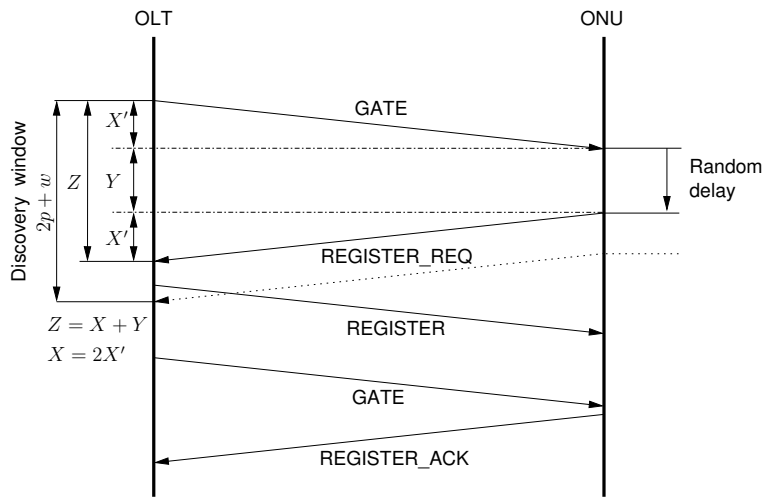 OLT
ONU
GATE
X′
Discovery window
2p + w
Z
Y
Random
delay
X′
REGISTER_REQ
Z = X + Y
REGISTER
X = 2X′
GATE
REGISTER_ACK